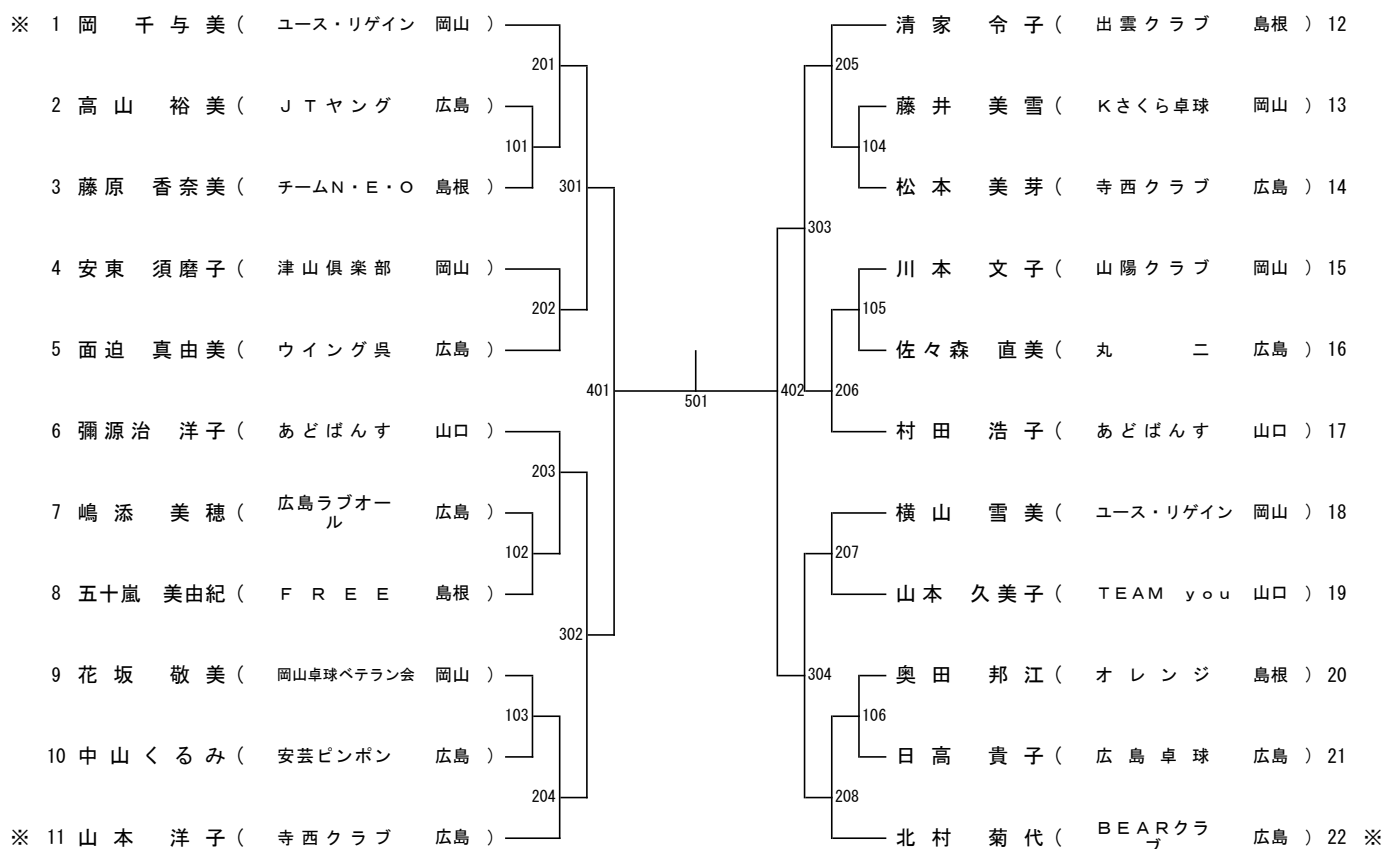 ※ 1 岡 千与美 ( ユース・リゲイン 岡山 )
201
2 高山 裕美 ( JTヤング 広島 )
101
3 藤原 香奈美 ( チームN・E・O 島根 )
301
4 安東 須磨子 ( 津山倶楽部 岡山 )
202
5 面迫 真由美 ( ウイング呉 広島 )
401
6 彌源治 洋子 ( あどばんす 山口 )
203
7 嶋添 美穂 ( 広島ラブオール 広島 )
102
8 五十嵐 美由紀 ( FREE 島根 )
302
9 花坂 敬美 ( 岡山卓球ベテラン会 岡山 )
103
10 中山くるみ ( 安芸ピンポン 広島 )
204
※ 11 山本 洋子 ( 寺西クラブ 広島 )
501
清家 令子 ( 出雲クラブ 島根 ) 12
205
藤井 美雪 ( Kさくら卓球 岡山 ) 13
104
松本 美芽 ( 寺西クラブ 広島 ) 14
303
川本 文子 ( 山陽クラブ 岡山 ) 15
105
佐々森 直美 ( 丸二 広島 ) 16
402 206
村田 浩子 ( あどばんす 山口 ) 17
横山 雪美 ( ユース・リゲイン 岡山 ) 18
207
山本 久美子 ( TEAM you 山口 ) 19
304
奥田 邦江 ( オレンジ 島根 ) 20
106
日高 貴子 ( 広島卓球 広島 ) 21
208
北村 菊代 ( BEARクラブ 広島 ) 22 ※